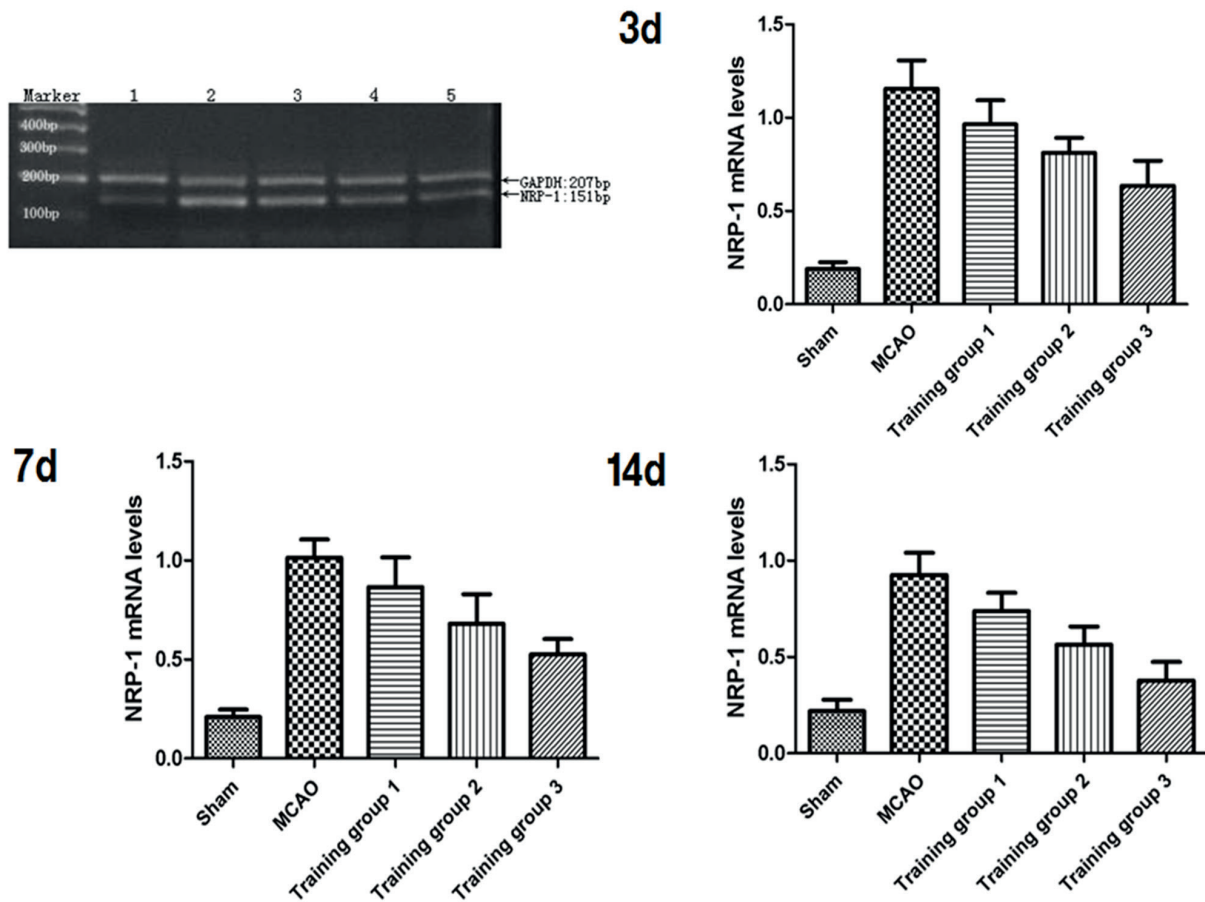 Marker 1 2 3 4 5
400bp
300bp
200bp
100bp
GAPDH:207bp
NRP-1:151bp
3d
NRP-1 mRNA levels
1.5
1.0
0.5
0.0
Sham
MCAO
Training group 1
Training group 2
Training group 3
7d
NRP-1 mRNA levels
1.5
1.0
0.5
0.0
Sham
MCAO
Training group 1
Training group 2
Training group 3
14d
NRP-1 mRNA levels
1.5
1.0
0.5
0.0
Sham
MCAO
Training group 1
Training group 2
Training group 3